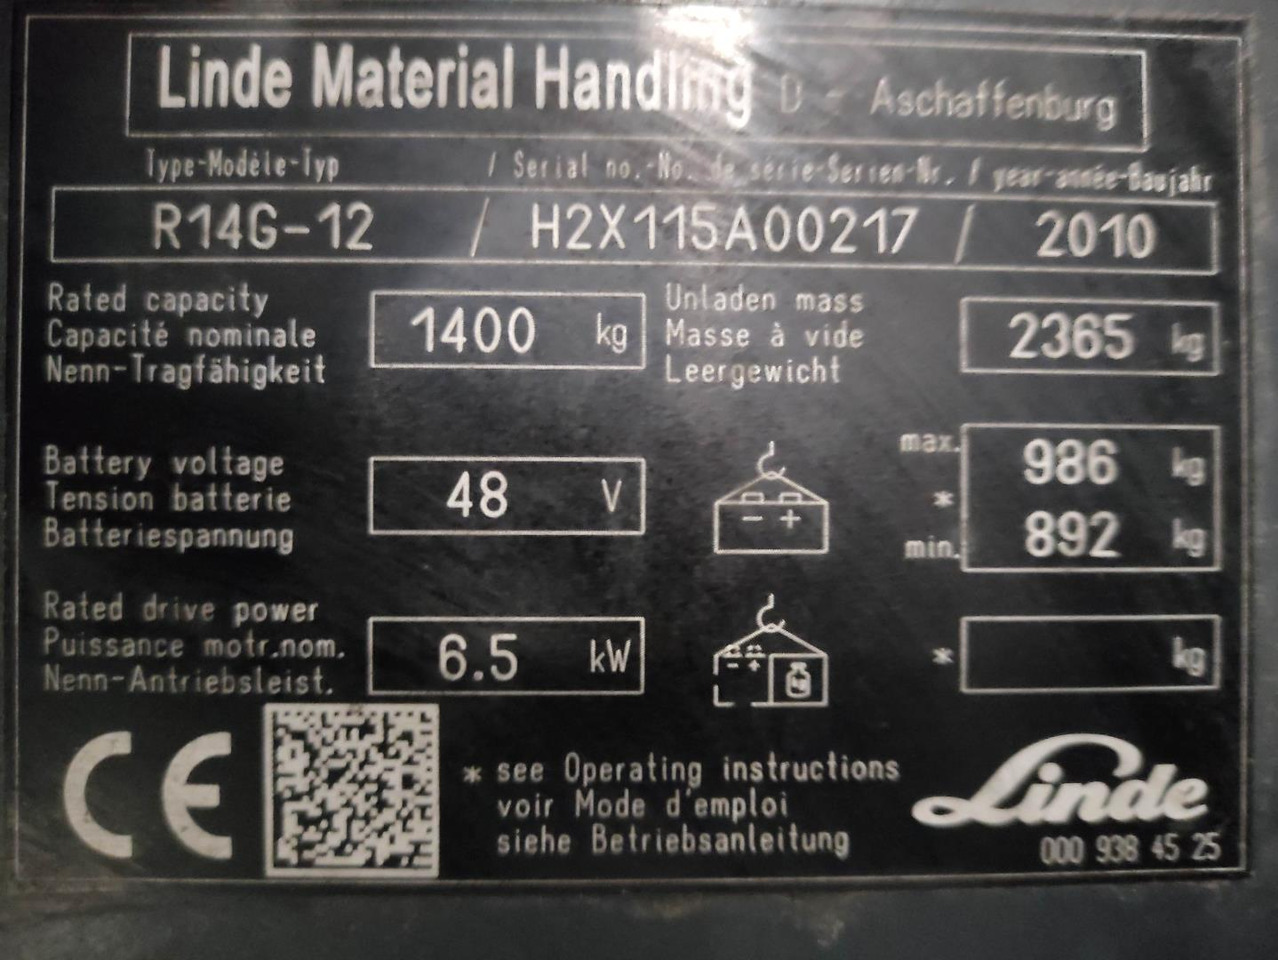 Linde Material Handling D - Aschaffenburg
Type-Modèle-Typ / Serial no.-No. de série-Serien-Nr. / year-année-Baujahr
R14G-12 / H2X115A00217 / 2010
Rated capacity
Capacité nominale
Nenn-Tragfähigkeit
1400 kg
Unladen mass
Masse à vide
Leergewicht
2365 kg
Battery voltage
Tension batterie
Batteriespannung
48 V
max. 986 kg
*
min. 892 kg
Rated drive power
Puissance motr.nom.
Nenn-Antriebsleist.
6.5 kW
kg
* kg
CE
* see Operating instructions
voir Mode d'emploi
siehe Betriebsanleitung
Linde
000 938 45 25